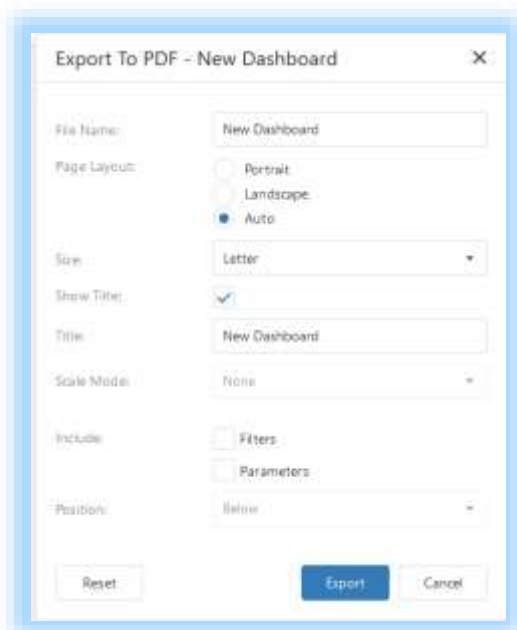 Export To PDF - New Dashboard ×
File Name: New Dashboard
Page Layout: Portrait
Landscape
Auto
Size: Letter
Show Title:
Title: New Dashboard
Scale Mode: None
Include: Filters
Parameters
Position: Below
Reset Export Cancel